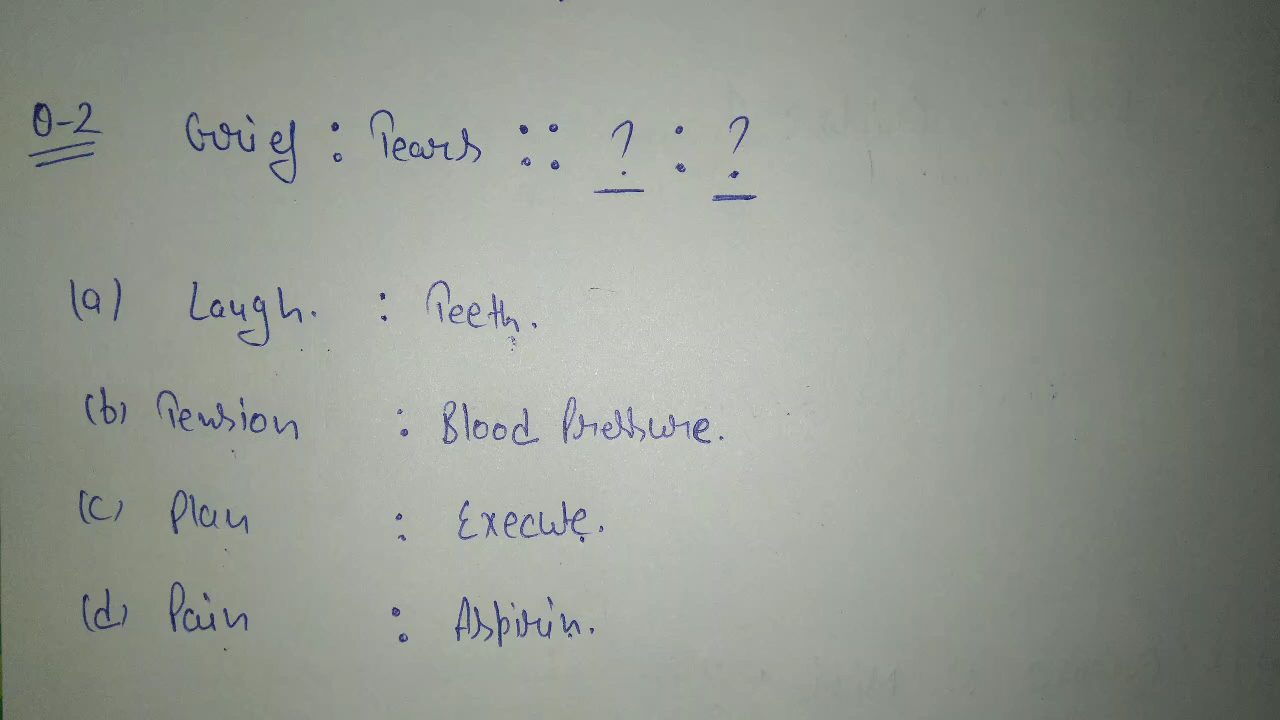 Q-2 Grief : Tears :: ? : ?
(a) Laugh. : Teeth.
(b) Tension : Blood Pressure.
(c) Plan : Execute.
(d) Pain : Aspirin.